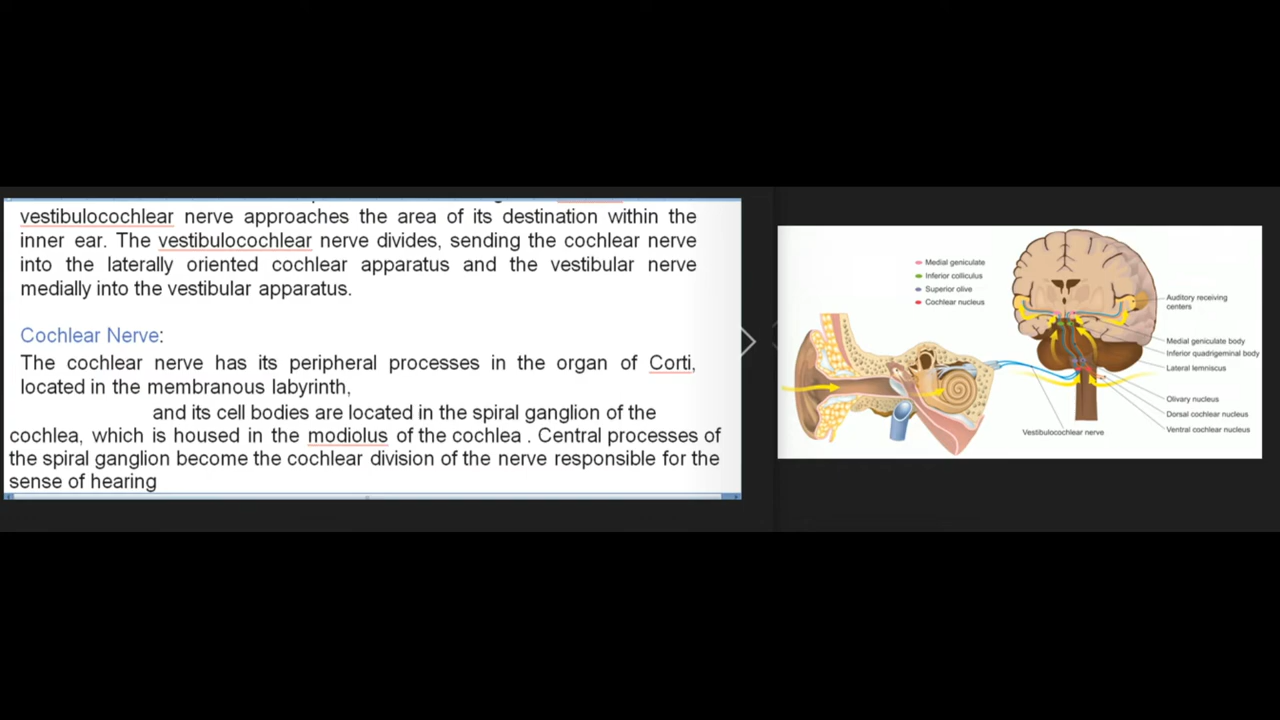 vestibulocochlear nerve approaches the area of its destination within the
inner ear. The vestibulocochlear nerve divides, sending the cochlear nerve
into the laterally oriented cochlear apparatus and the vestibular nerve
medially into the vestibular apparatus.
Cochlear Nerve:
The cochlear nerve has its peripheral processes in the organ of Corti,
located in the membranous labyrinth,
and its cell bodies are located in the spiral ganglion of the
cochlea, which is housed in the modiolus of the cochlea . Central processes of
the spiral ganglion become the cochlear division of the nerve responsible for the
sense of hearing
Medial geniculate
Inferior colliculus
Superior olive
Cochlear nucleus
Auditory receiving
centers
Medial geniculate body
Inferior quadrigeminal body
Lateral lemniscus
Olivary nucleus
Dorsal cochlear nucleus
Ventral cochlear nucleus
Vestibulocochlear nerve